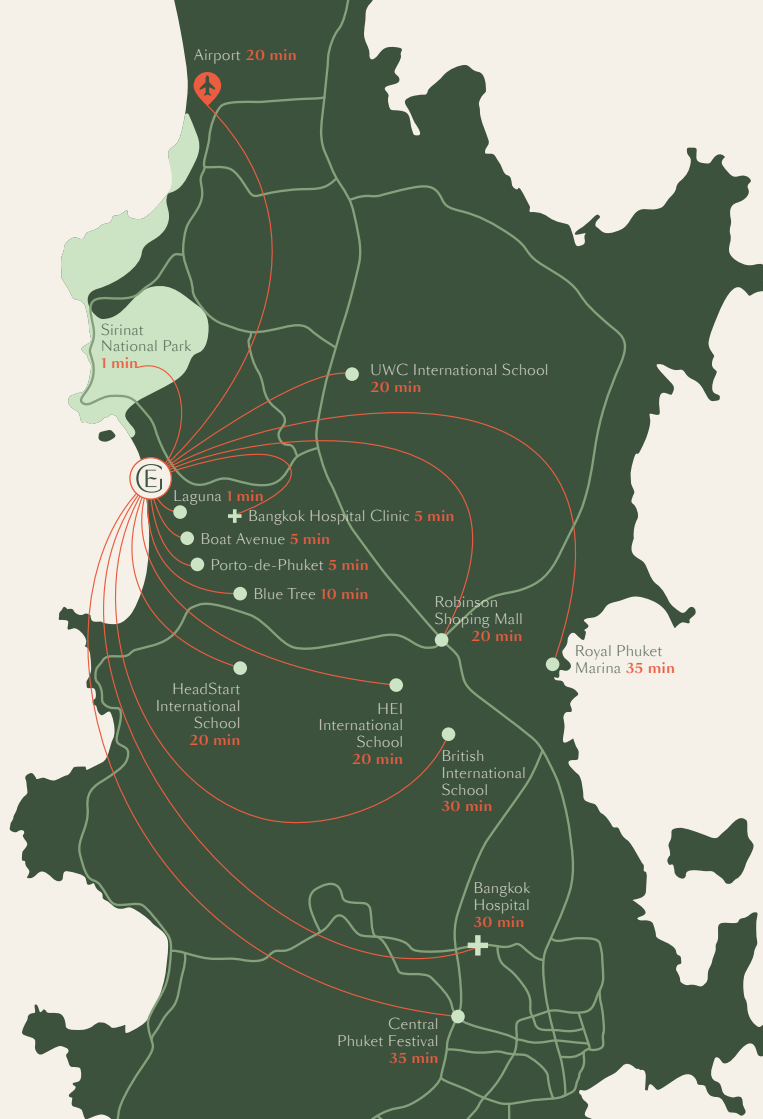 Airport 20 min
Sirinat
National Park
1 min
UWC International School
20 min
GE
Laguna 1 min
Bangkok Hospital Clinic 5 min
Boat Avenue 5 min
Porto-de-Phuket 5 min
Blue Tree 10 min
Robinson
Shoping Mall
20 min
Royal Phuket
Marina 35 min
HeadStart
International
School
20 min
HEI
International
School
20 min
British
International
School
30 min
Bangkok
Hospital
30 min
Central
Phuket Festival
35 min